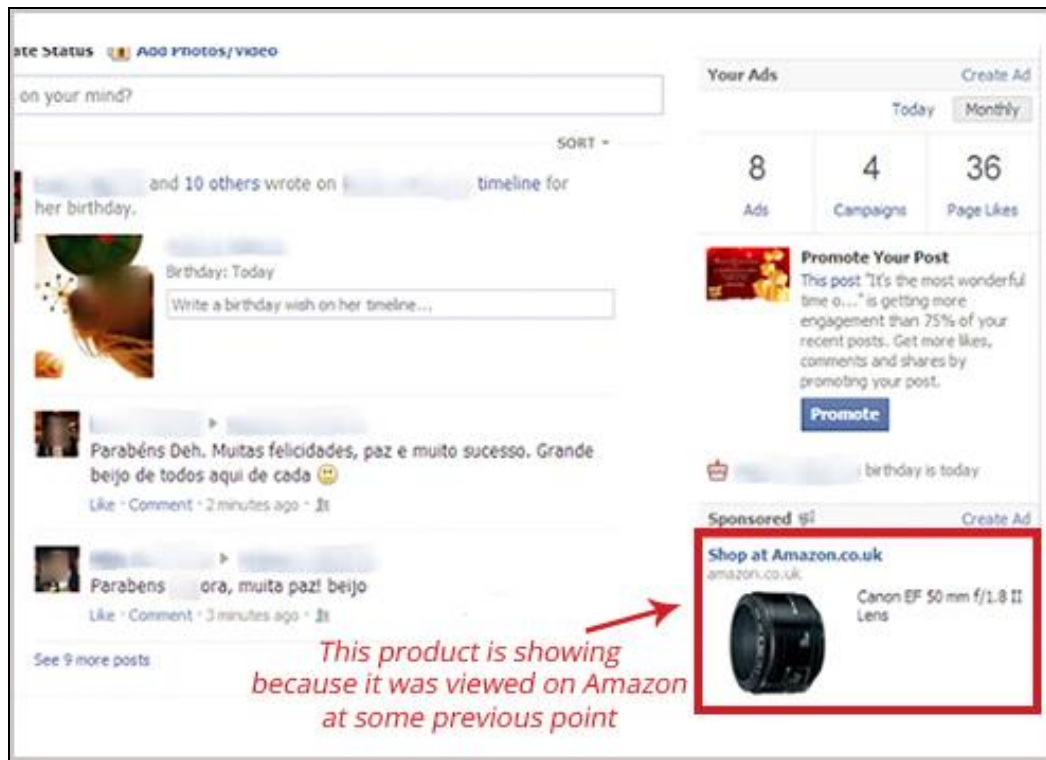 ate Status Add Photos/Video
on your mind?
SORT
and 10 others wrote on timeline for
her birthday.
Birthday: Today
Write a birthday wish on her timeline...
Parabéns Deh. Muitas felicidades, paz e muito sucesso. Grande
beijo de todos aqui de cada
Like · Comment · 2 minutes ago ·
Parabens ora, muita paz! beijo
Like · Comment · 3 minutes ago ·
See 9 more posts
This product is showing
because it was viewed on Amazon
at some previous point
Your Ads Create Ad
Today Monthly
8 4 36
Ads Campaigns Page Likes
Promote Your Post
This post "It's the most wonderful
time o..." is getting more
engagement than 75% of your
recent posts. Get more likes,
comments and shares by
promoting your post.
Promote
birthday is today
Sponsored Create Ad
Shop at Amazon.co.uk
amazon.co.uk
Canon EF 50 mm f/1.8 II
Lens